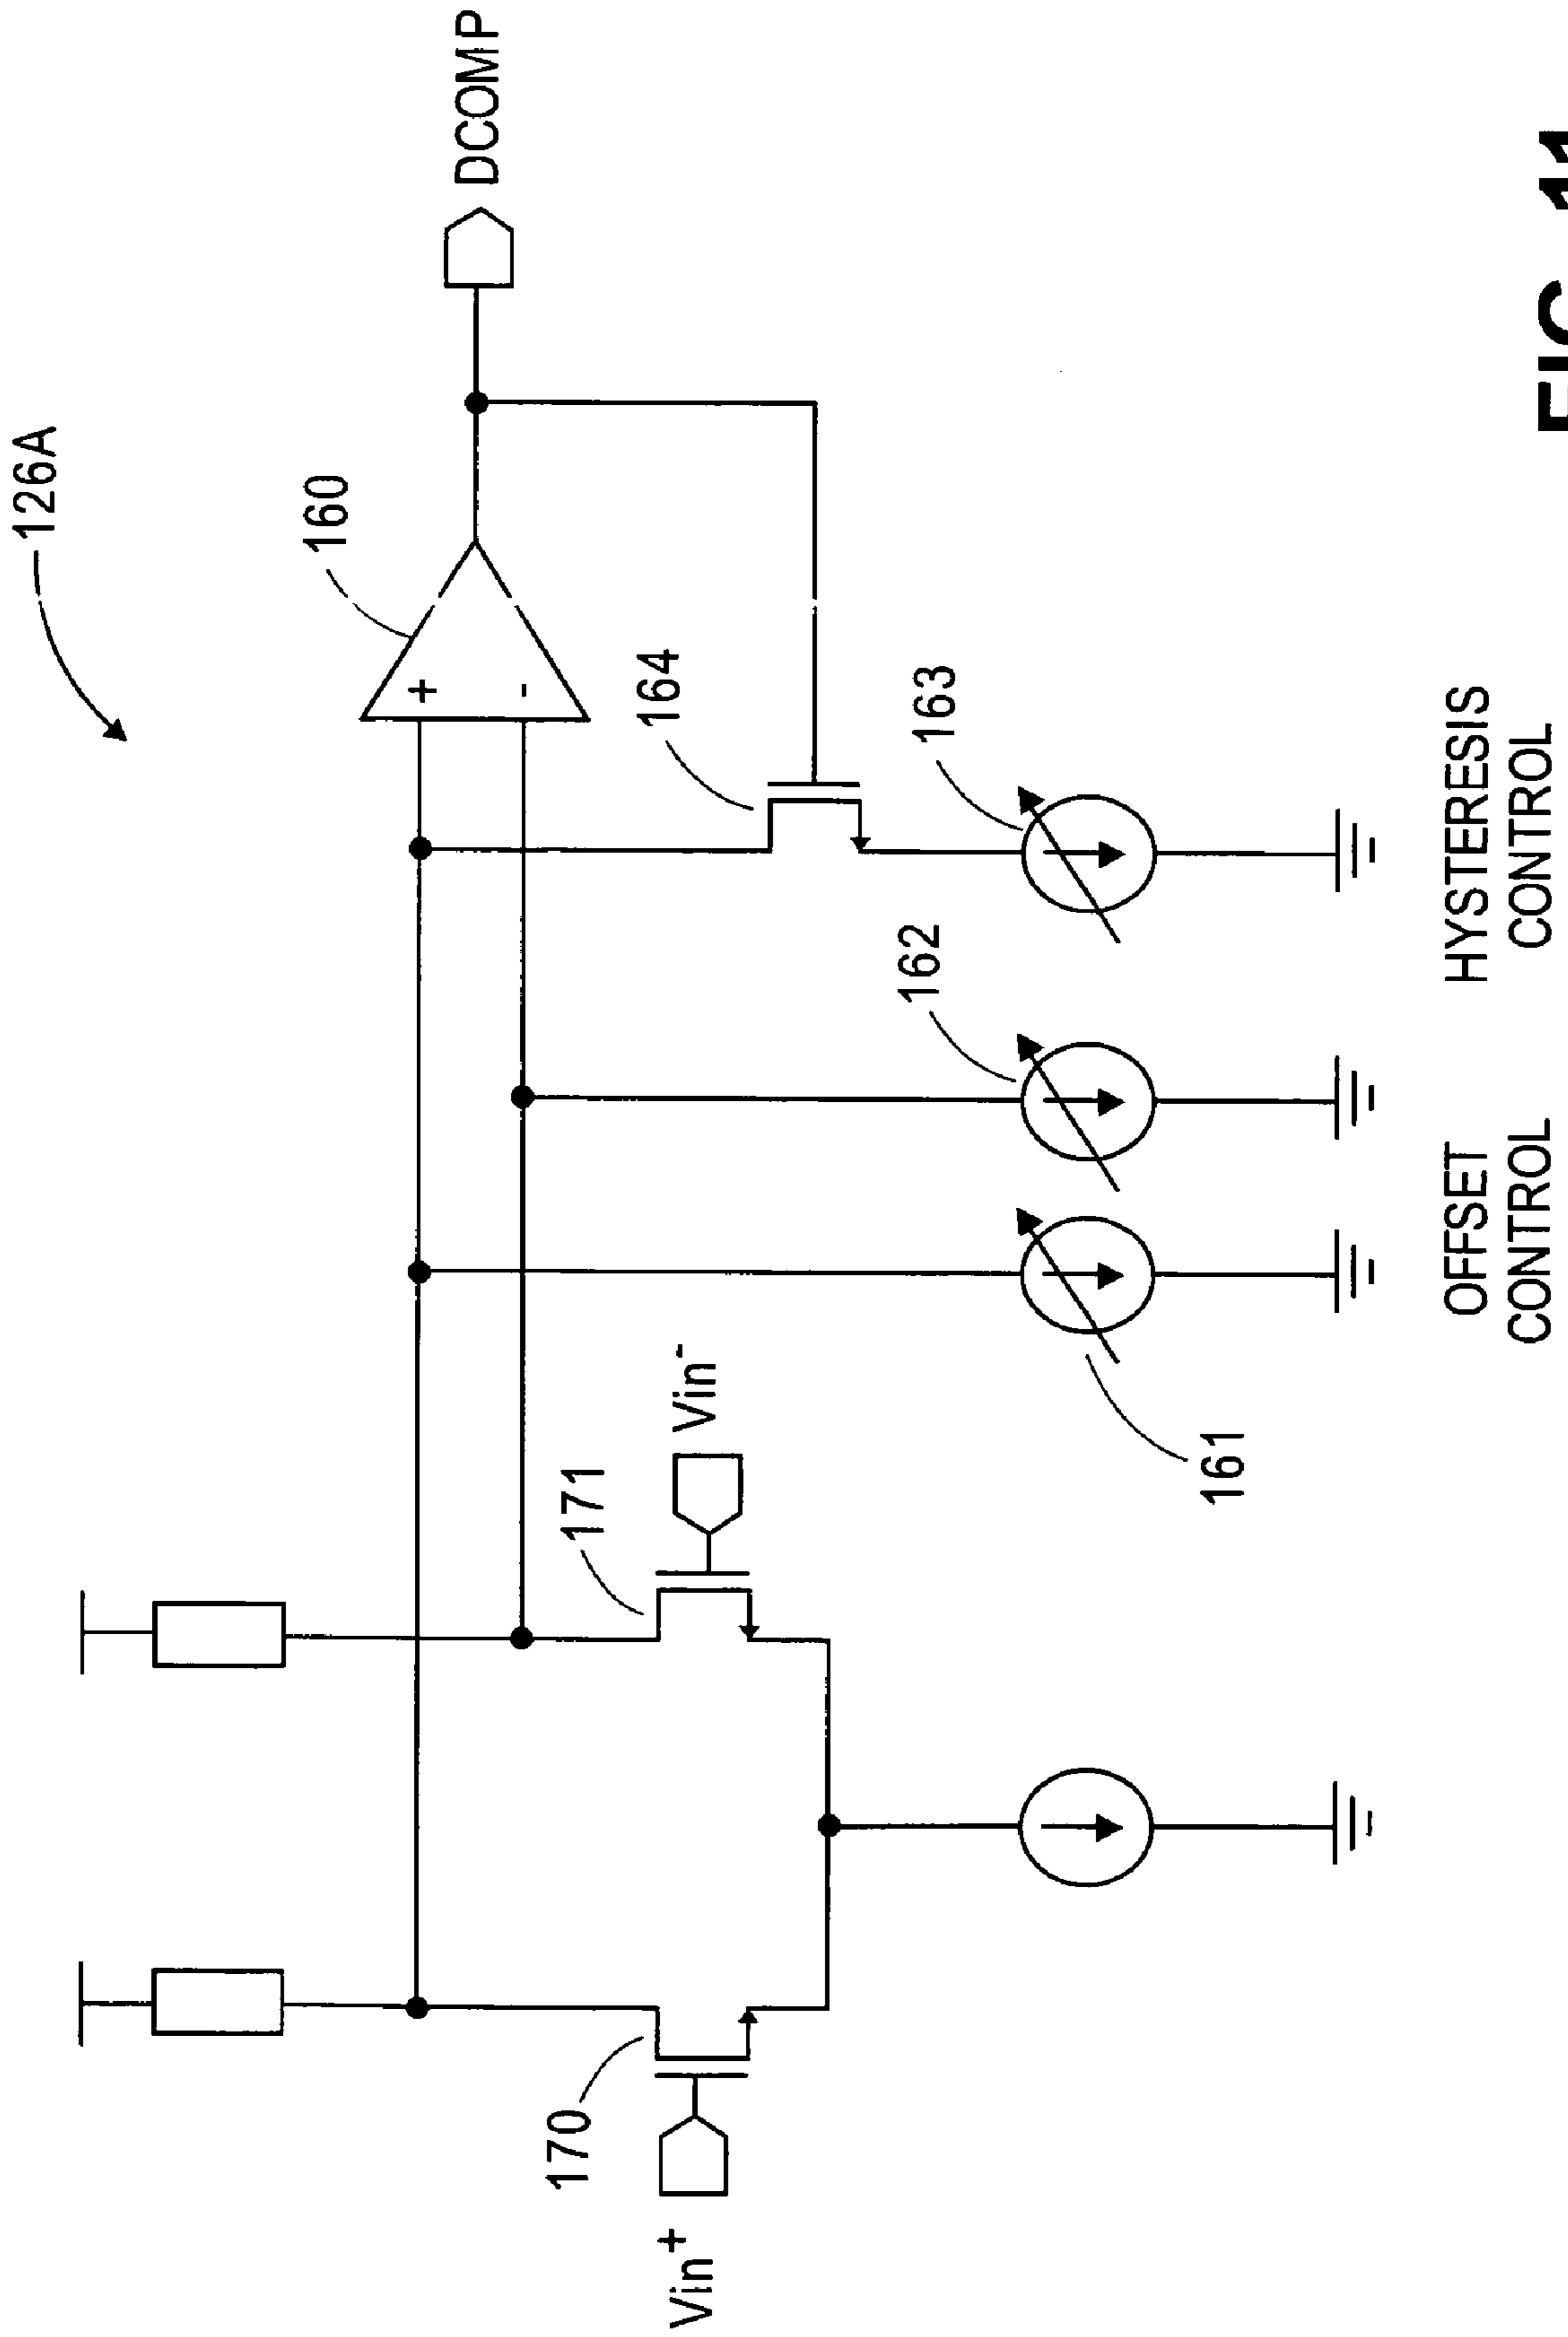 126A
160
DCOMP
164
163
162
161
171
Vin-
170
Vin+
OFFSET
CONTROL
HYSTERESIS
CONTROL